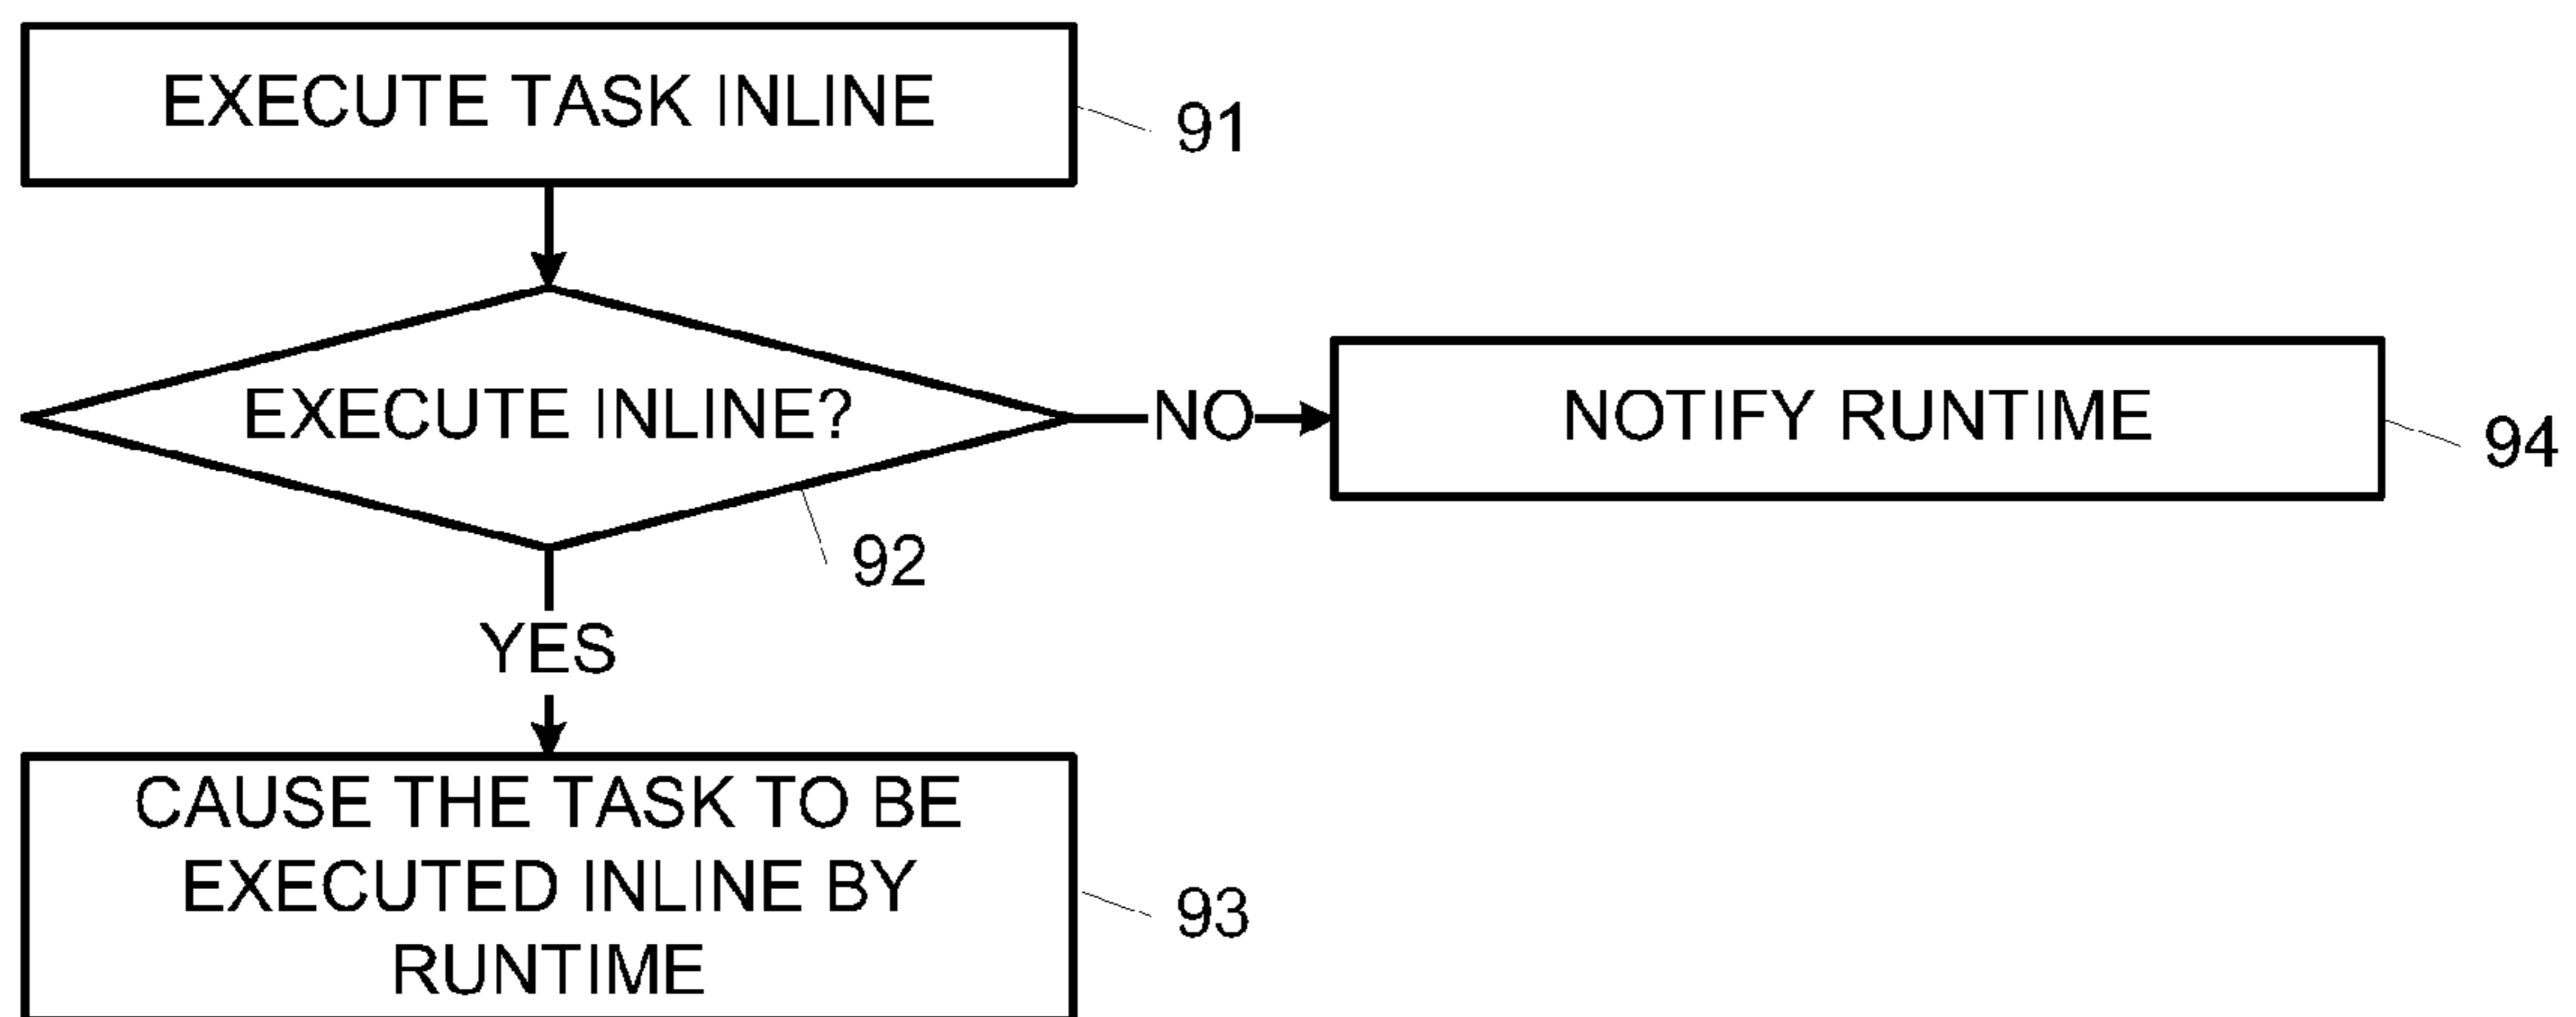 EXECUTE TASK INLINE
91
EXECUTE INLINE?
NO
NOTIFY RUNTIME
94
92
YES
CAUSE THE TASK TO BE
EXECUTED INLINE BY
RUNTIME
93